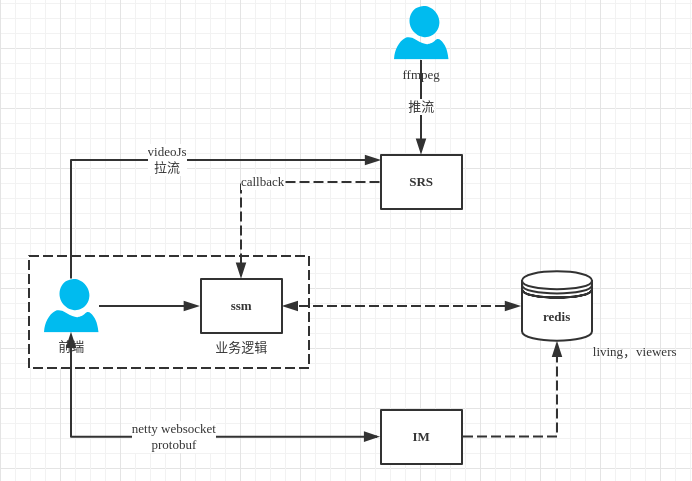 ffmpeg
推流
videoJs
拉流
callback
SRS
ssm
redis
前端
业务逻辑
living，viewers
netty websocket
protobuf
IM